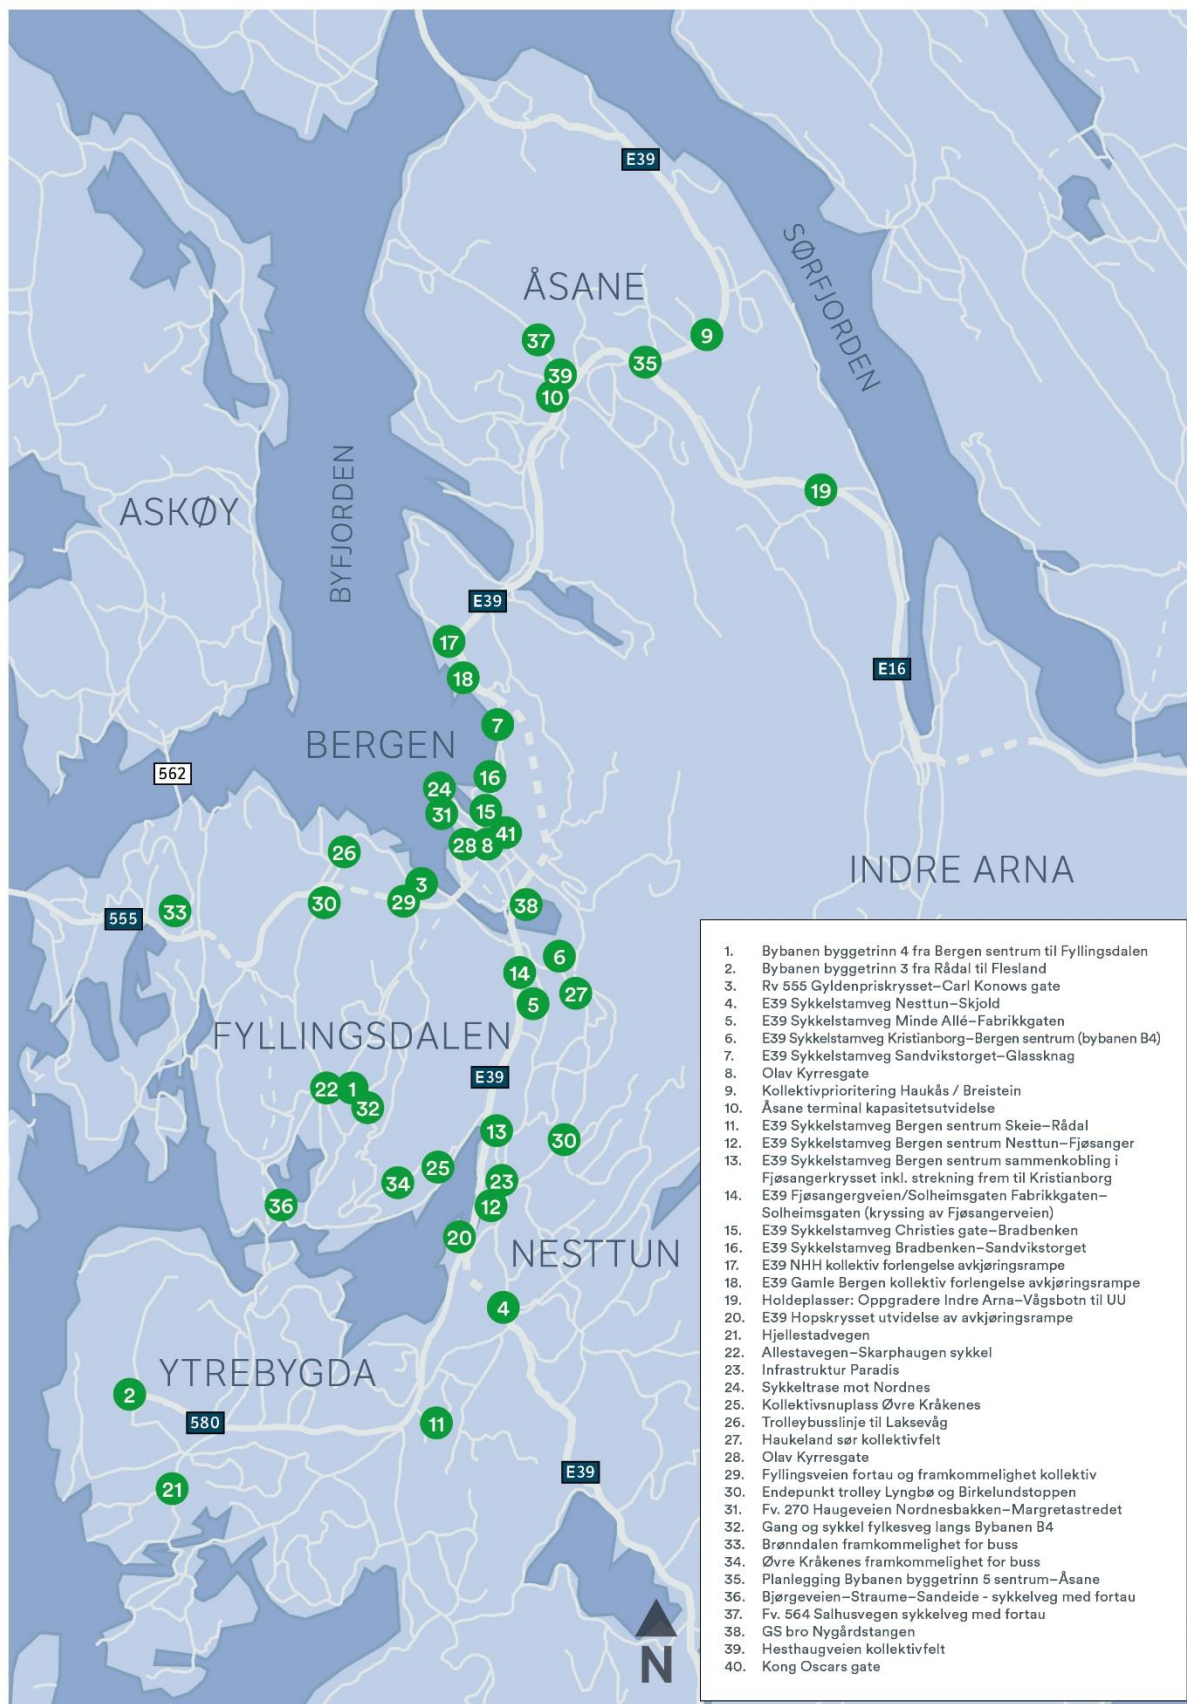 E39
ÅSANE
SØRFJORDEN
9
37
35
39
10
BYFJORDEN
19
ASKØY
E39
17
E16
18
7
BERGEN
562
16
24
15
31
41
28
8
26
INDRE ARNA
3
29
30
38
33
555
6
14
27
5
FYLLINGSDALEN
E39
22
1
32
13
30
25
34
23
36
12
20
NESTTUN
4
YTREBYGDA
2
580
11
E39
21
N
1. Bybanen byggetrinn 4 fra Bergen sentrum til Fyllingsdalen
2. Bybanen byggetrinn 3 fra Rådal til Flesland
3. Rv 555 Gyldenpriskrysset–Carl Konows gate
4. E39 Sykkelstamveg Nesttun–Skjold
5. E39 Sykkelstamveg Minde Allé–Fabrikkgaten
6. E39 Sykkelstamveg Kristianborg–Bergen sentrum (bybanen B4)
7. E39 Sykkelstamveg Sandvikstorget–Glassknag
8. Olav Kyrresgate
9. Kollektivprioritering Haukås / Breistein
10. Åsane terminal kapasitetsutvidelse
11. E39 Sykkelstamveg Bergen sentrum Skeie–Rådal
12. E39 Sykkelstamveg Bergen sentrum Nesttun–Fjøsanger
13. E39 Sykkelstamveg Bergen sentrum sammenkobling i
Fjøsangerkrysset inkl. strekning frem til Kristianborg
14. E39 Fjøsangergveien/Solheimsgaten Fabrikkgaten–
Solheimsgaten (kryssing av Fjøsangerveien)
15. E39 Sykkelstamveg Christies gate–Bradbenken
16. E39 Sykkelstamveg Bradbenken–Sandvikstorget
17. E39 NHH kollektiv forlengelse avkjøringsrampe
18. E39 Gamle Bergen kollektiv forlengelse avkjøringsrampe
19. Holdeplasser: Oppgradere Indre Arna–Vågsbotn til UU
20. E39 Hopskrysset utvidelse av avkjøringsrampe
21. Hjellestadvegen
22. Allestavegen–Skarphaugen sykkel
23. Infrastruktur Paradis
24. Sykkeltrase mot Nordnes
25. Kollektivsnuplass Øvre Kråkenes
26. Trolleybusslinje til Laksevåg
27. Haukeland sør kollektivfelt
28. Olav Kyrresgate
29. Fyllingsveien fortau og framkommelighet kollektiv
30. Endepunkt trolley Lyngbø og Birkelundstoppen
31. Fv. 270 Haugeveien Nordnesbakken–Margretastredet
32. Gang og sykkel fylkesveg langs Bybanen B4
33. Brønndalen framkommelighet for buss
34. Øvre Kråkenes framkommelighet for buss
35. Planlegging Bybanen byggetrinn 5 sentrum–Åsane
36. Bjørgeveien–Straume–Sandeide - sykkelveg med fortau
37. Fv. 564 Salhusvegen sykkelveg med fortau
38. GS bro Nygårdstangen
39. Hesthaugveien kollektivfelt
40. Kong Oscars gate